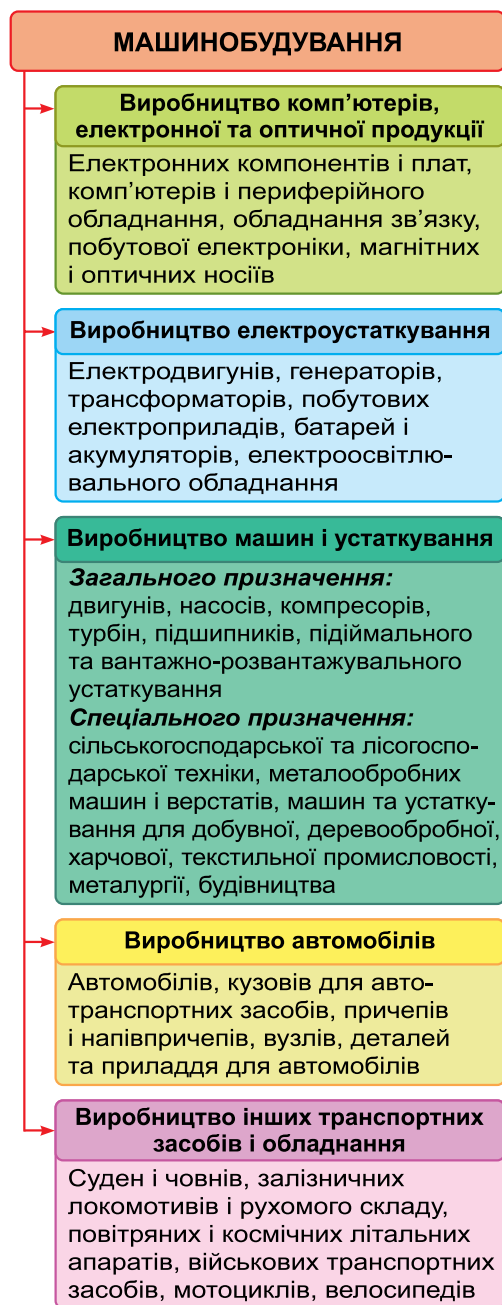 МАШИНОБУДУВАННЯ
Виробництво комп’ютерів,
електронної та оптичної продукції
Електронних компонентів і плат,
комп’ютерів і периферійного
обладнання, обладнання зв’язку,
побутової електроніки, магнітних
і оптичних носіїв
Виробництво електроустаткування
Електродвигунів, генераторів,
трансформаторів, побутових
електроприладів, батарей і
акумуляторів, електроосвітлю-
вального обладнання
Виробництво машин і устаткування
Загального призначення:
двигунів, насосів, компресорів,
турбін, підшипників, підіймального
та вантажно-розвантажувального
устаткування
Спеціального призначення:
сільськогосподарської та лісогоспо-
дарської техніки, металообробних
машин і верстатів, машин та устатку-
вання для добувної, деревообробної,
харчової, текстильної промисловості,
металургії, будівництва
Виробництво автомобілів
Автомобілів, кузовів для авто-
транспортних засобів, причепів
і напівпричепів, вузлів, деталей
та приладдя для автомобілів
Виробництво інших транспортних
засобів і обладнання
Суден і човнів, залізничних
локомотивів і рухомого складу,
повітряних і космічних літальних
апаратів, військових транспортних
засобів, мотоциклів, велосипедів